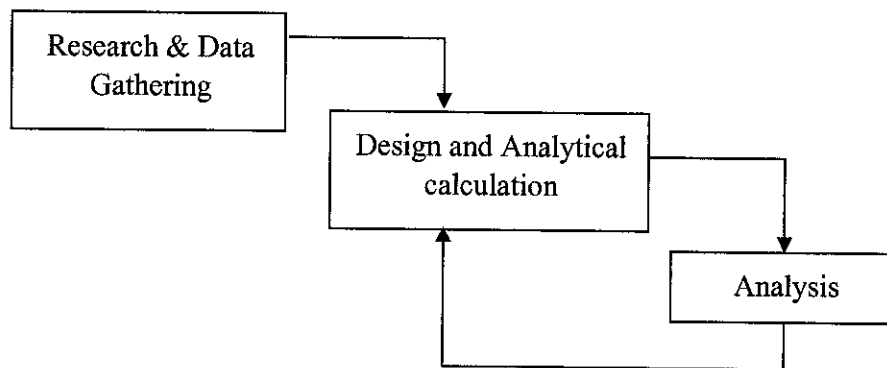 Research & Data
Gathering
Design and Analytical
calculation
Analysis